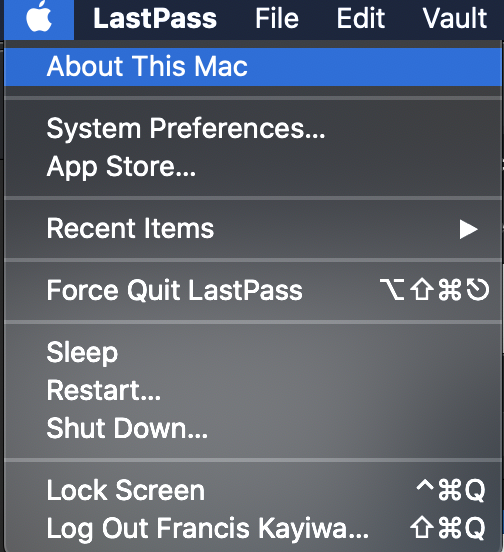 LastPass File Edit Vault
About This Mac
System Preferences...
App Store...
Recent Items ▶
Force Quit LastPass ⌥⇧⌘⎋
Sleep
Restart...
Shut Down...
Lock Screen ^⌘Q
Log Out Francis Kayiwa... ⇧⌘Q